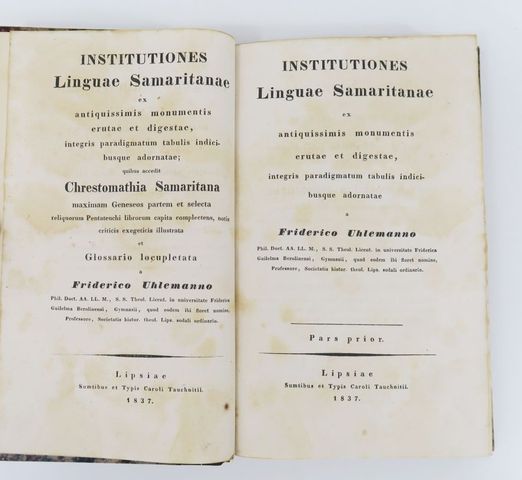 INSTITUTIONES
Linguae Samaritanae
ex
antiquissimis monumentis
erutae et digestae,
integris paradigmatum tabulis indici-
busque adornatae;
quibus accedit
Chrestomathia Samaritana
maximam Geneseos partem et selecta
reliquorum Pentateuchi librorum capita complectens, notis
criticis exegeticis illustrata
et
Glossario locupletata
a
Friderico Uhlemanno
Phil. Doct. AA. LL. M., S. S. Theol. Licent. in universitate Friderica
Guilelma Berolinensi, Gymnasii, quod eodem ibi floret nomine,
Professore, Societatis histor. theol. Lips. sodali ordinario.
Lipsiae
Sumtibus et Typis Caroli Tauchnitii.
1837.
INSTITUTIONES
Linguae Samaritanae
ex
antiquissimis monumentis
erutae et digestae,
integris paradigmatum tabulis indici-
busque adornatae
a
Friderico Uhlemanno
Phil. Doct. AA. LL. M., S. S. Theol. Licent. in universitate Friderica
Guilelma Berolinensi, Gymnasii, quod eodem ibi floret nomine,
Professore, Societatis histor. theol. Lips. sodali ordinario.
Pars prior.
Lipsiae
Sumtibus et Typis Caroli Tauchnitii.
1837.